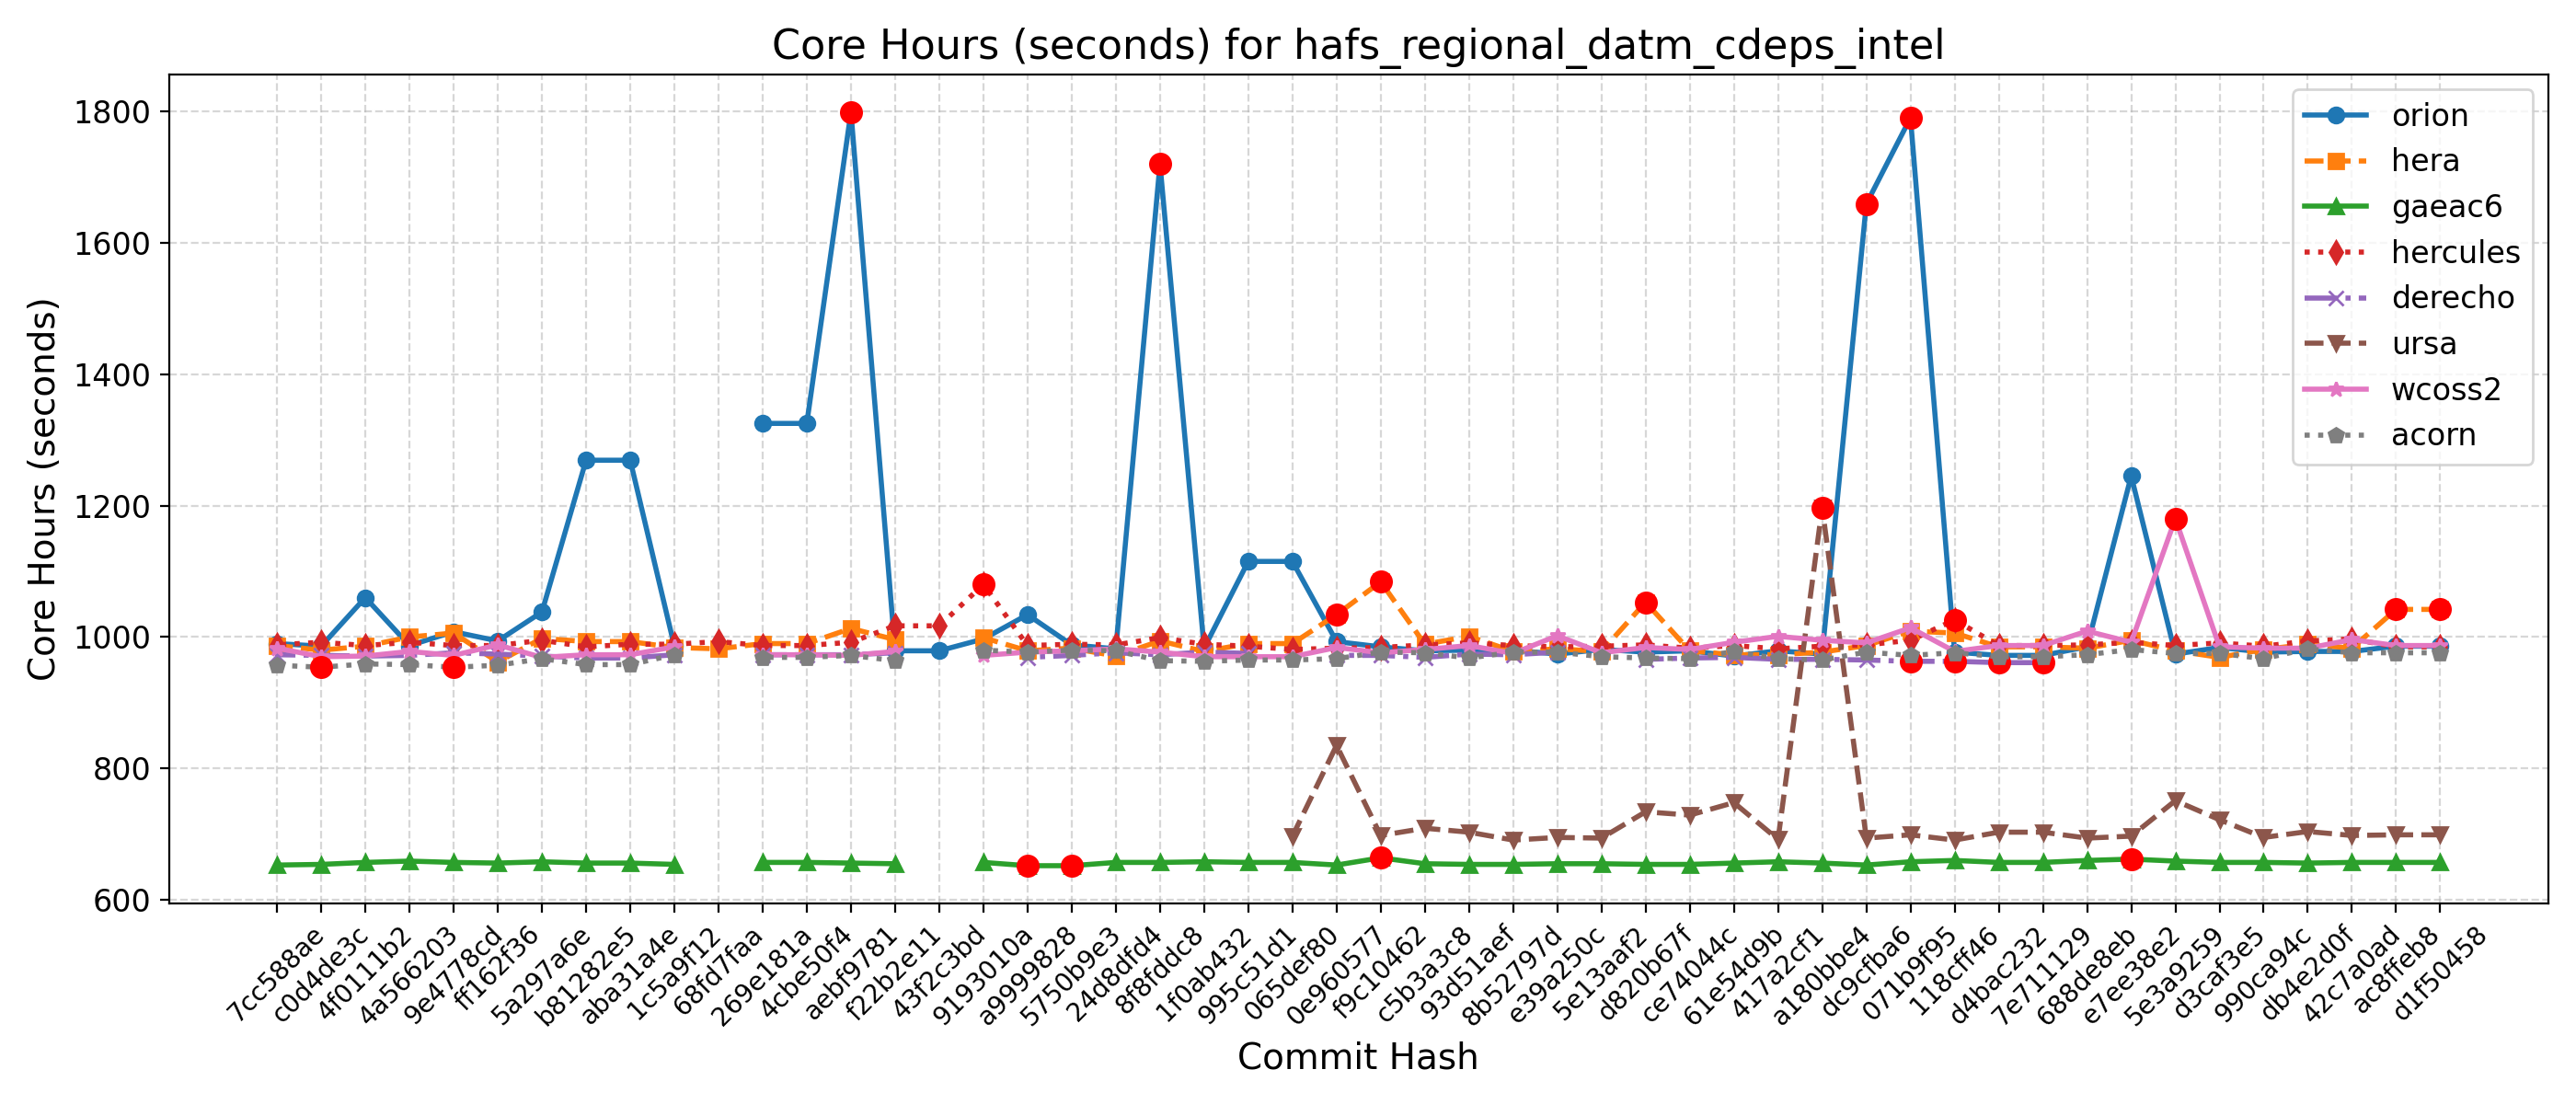 Core Hours (seconds) for hafs_regional_datm_cdeps_intel
Core Hours (seconds)
1800
1600
1400
1200
1000
800
600
orion
hera
gaeac6
hercules
derecho
ursa
wcoss2
acorn
7cc588ae
c0d4de3c
4f0111b2
4a566203
9e4778cd
ff162f36
5a297a6e
b81282e5
aba31a4e
1c5a9f12
68fd7faa
269e181a
4cbe50f4
aebf9781
f22b2e11
43f2c3bd
9193010a
a9999828
5750b9e3
24d8dfd4
8f8fddc8
1f0ab432
995c51d1
065def80
0e960577
f9c10462
c5b3a3c8
93d51aef
8b52797d
e39a250c
5e13aaf2
d820b67f
ce74044c
61e54d9b
417a2cf1
a180bbe4
dc9cfba6
071b9f95
118cff46
d4bac232
7e711129
688de8eb
e7ee38e2
5e3a9259
d3caf3e5
990ca94c
db4e2d0f
42c7a0ad
ac8ffeb8
d1f50458
Commit Hash